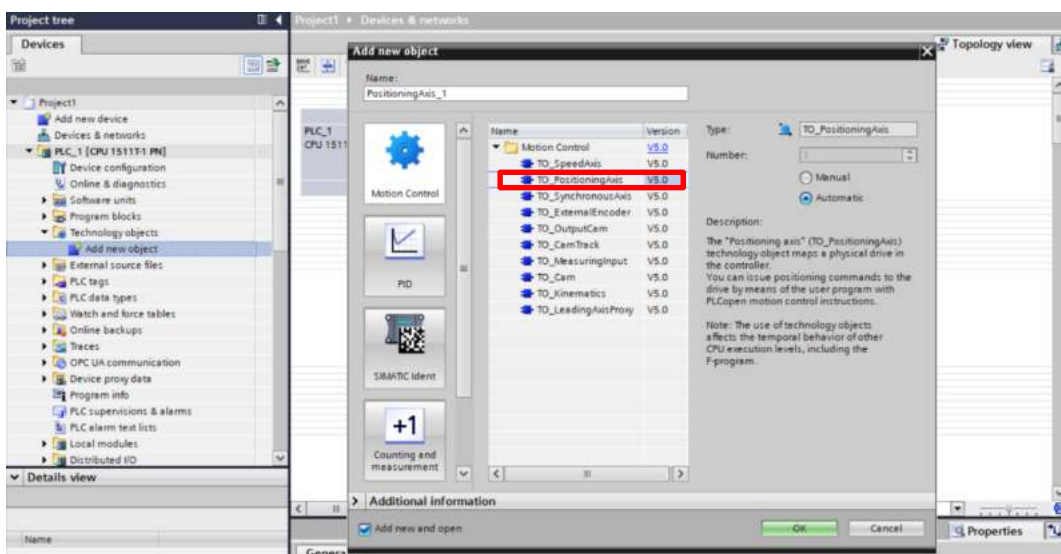 Project tree
Project1 ▸ Devices & networks
Devices
Topology view
Project1
Add new device
Devices & networks
PLC_1 [CPU 1511T-1 PN]
Device configuration
Online & diagnostics
Software units
Program blocks
Technology objects
Add new object
External source files
PLC tags
PLC data types
Watch and force tables
Online backups
Traces
OPC UA communication
Device proxy data
Program info
PLC supervisions & alarms
PLC alarm text lists
Local modules
Distributed I/O
Details view
Name
PLC_1
CPU 1511
Add new object
Name:
PositioningAxis_1
Motion Control
PID
SIMATIC Ident
+1
Counting and
measurement
Name Version
Motion Control V5.0
TO_SpeedAxis V5.0
TO_PositioningAxis V5.0
TO_SynchronousAxis V5.0
TO_ExternalEncoder V5.0
TO_OutputCam V5.0
TO_CamTrack V5.0
TO_MeasuringInput V5.0
TO_Cam V5.0
TO_Kinematics V5.0
TO_LeadingAxisProxy V5.0
Type: TO_PositioningAxis
Number: 1
Manual
Automatic
Description:
The "Positioning axis" (TO_PositioningAxis)
technology object maps a physical drive in
the controller.
You can issue positioning commands to the
drive by means of the user program with
PLCopen motion control instructions.
Note: The use of technology objects
affects the temporal behavior of other
CPU execution levels, including the
F-program.
Additional information
Add new and open
OK Cancel
Properties